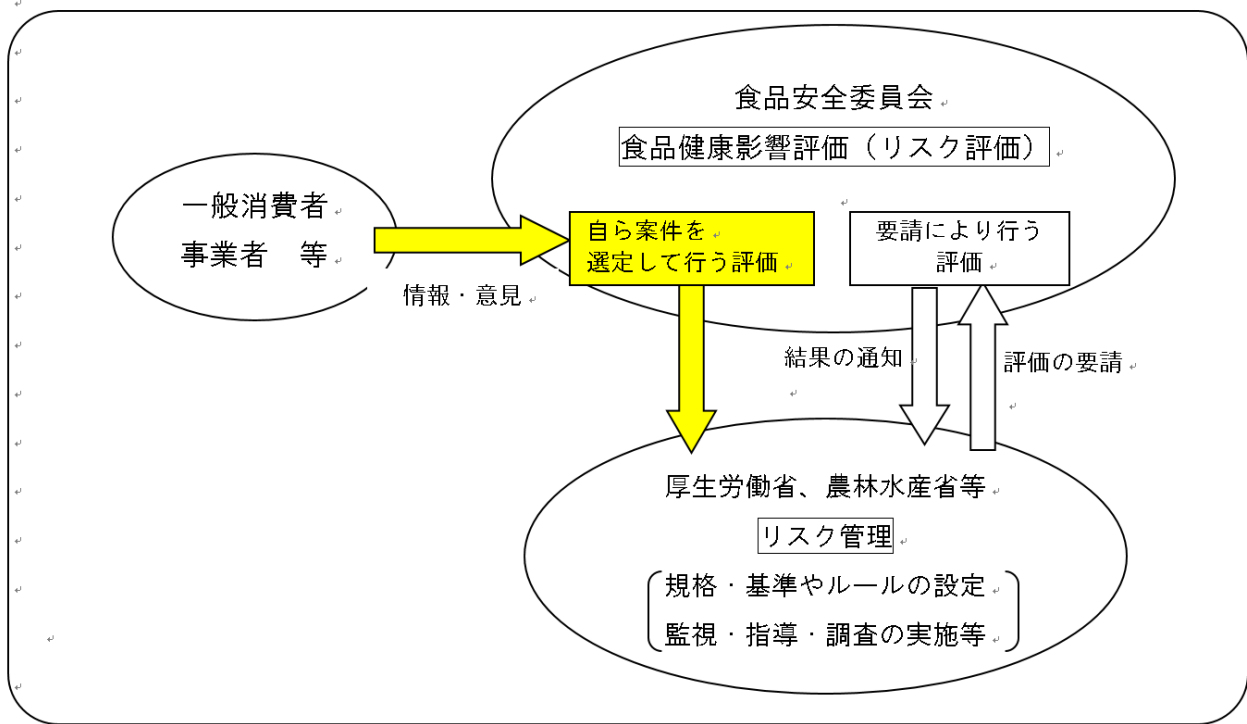 食品安全委員会
食品健康影響評価（リスク評価）
一般消費者
事業者　等
情報・意見
自ら案件を
選定して行う評価
要請により行う
評価
結果の通知
評価の要請
厚生労働省、農林水産省等
リスク管理
規格・基準やルールの設定
監視・指導・調査の実施等